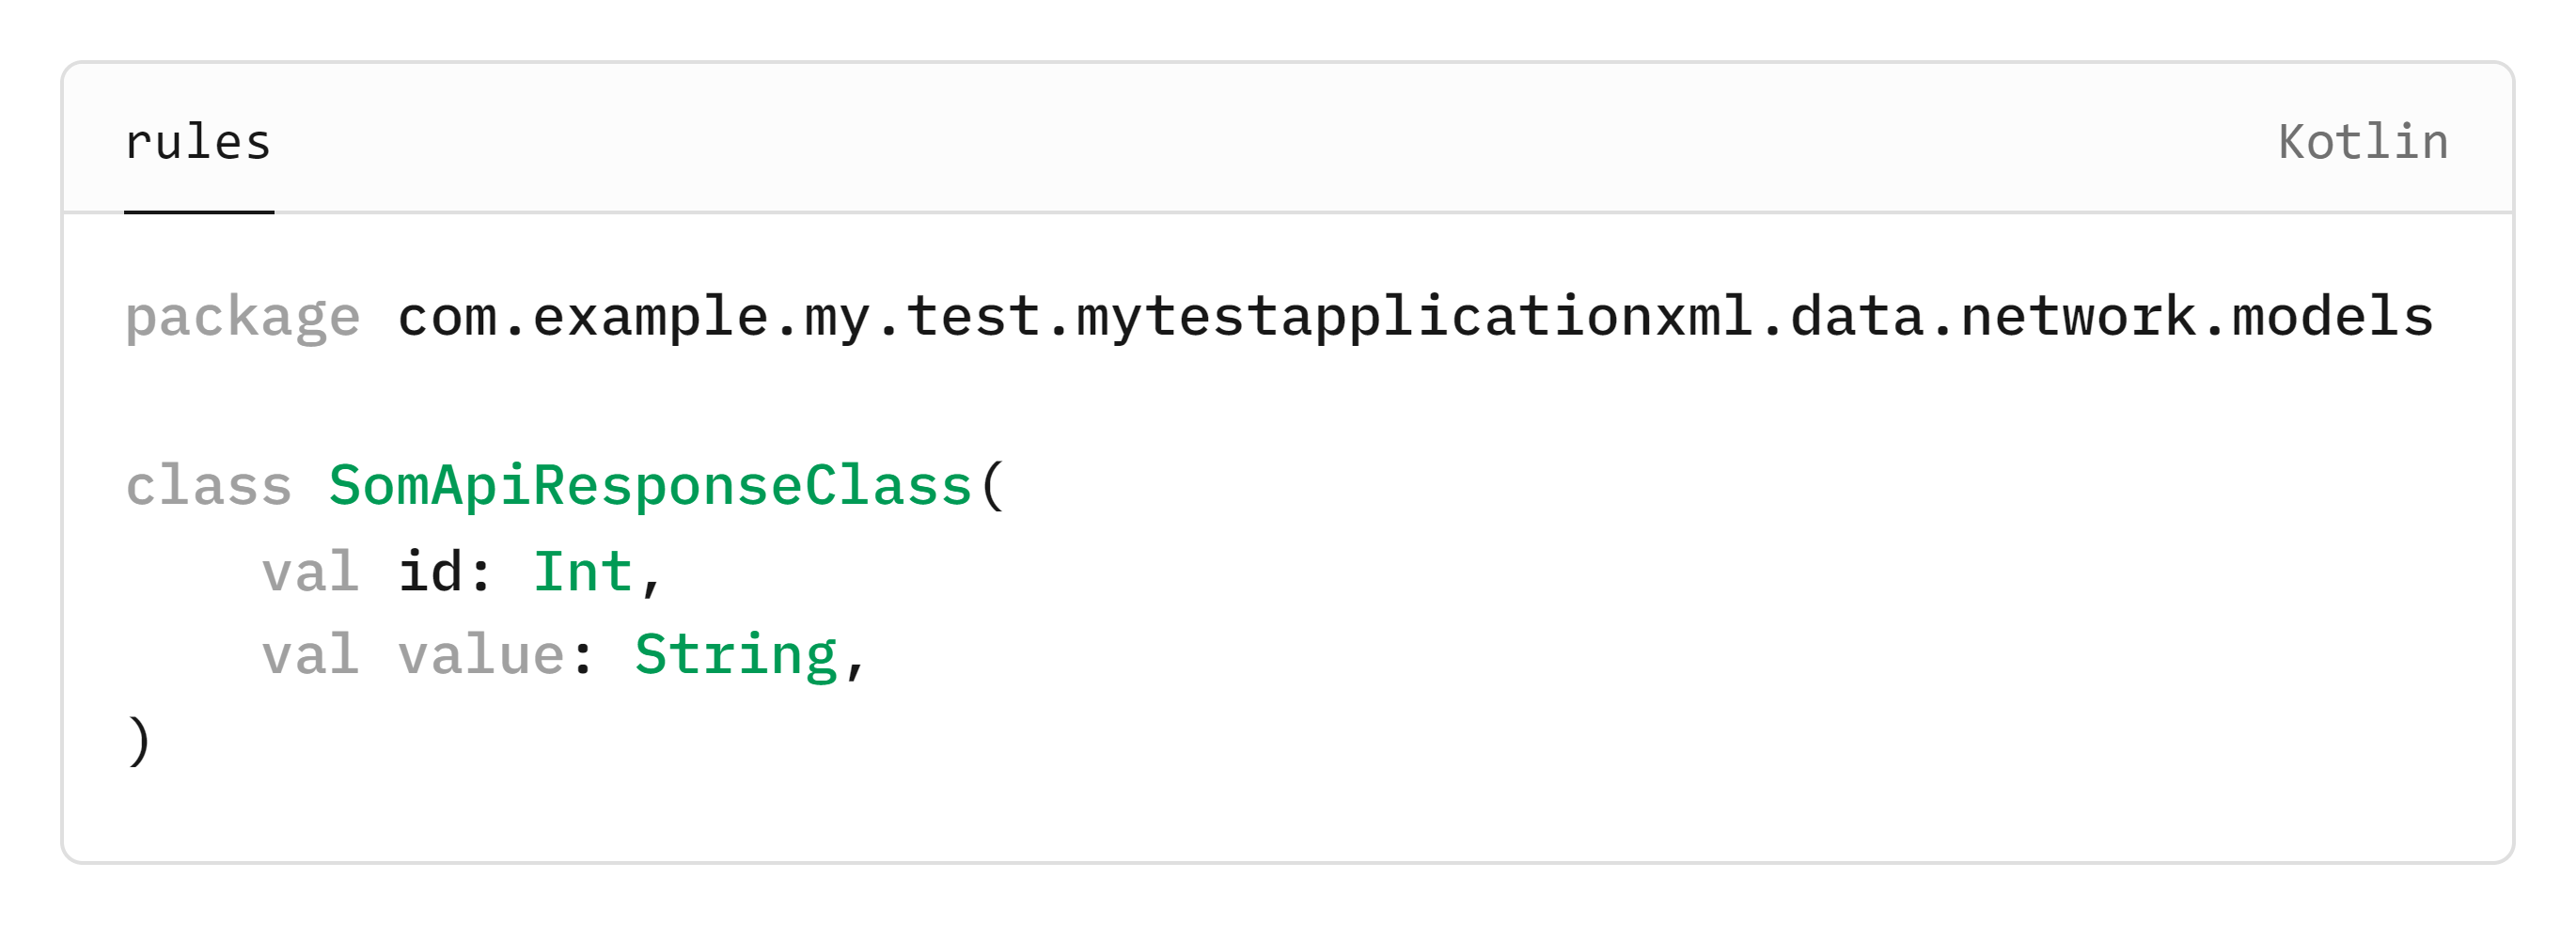 rules
Kotlin
package com.example.my.test.mytestapplicationxml.data.network.models
class SomApiResponseClass(
    val id: Int,
    val value: String,
)